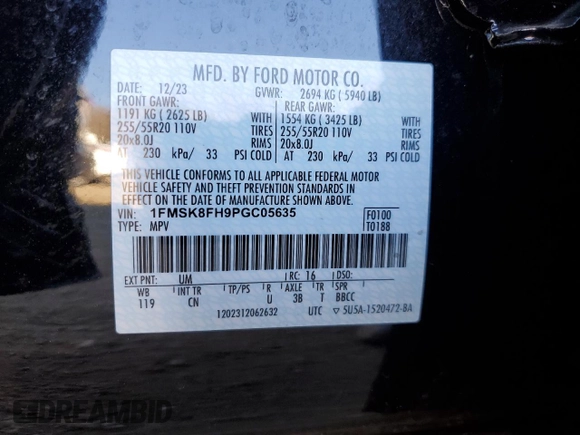 MFD. BY FORD MOTOR CO.
DATE: 12/23 GVWR: 2694 KG ( 5940 LB)
FRONT GAWR: REAR GAWR:
1191 KG ( 2625 LB) WITH 1554 KG ( 3425 LB) WITH
255/55R20 110V TIRES 255/55R20 110V TIRES
20x8.0J RIMS 20x8.0J RIMS
AT 230 kPa/ 33 PSI COLD AT 230 kPa/ 33 PSI COLD
THIS VEHICLE CONFORMS TO ALL APPLICABLE FEDERAL MOTOR
VEHICLE SAFETY AND THEFT PREVENTION STANDARDS IN
EFFECT ON THE DATE OF MANUFACTURE SHOWN ABOVE.
VIN: 1FMSK8FH9PGC05635 F0100
TYPE: MPV T0188
EXT PNT: UM RC: 16 DSO:
WB INT TR TP/PS R AXLE TR SPR
119 CN U 3B T BBCC
1202312062632 UTC ▽ 5U5A-1520472-BA
DREAMBID